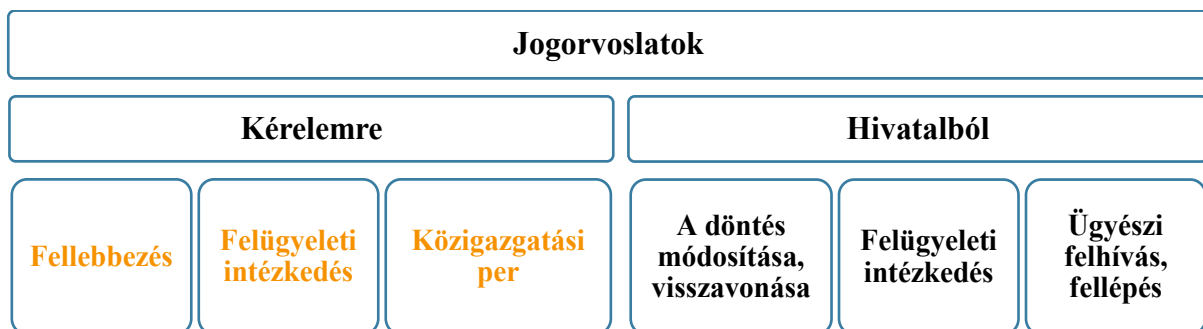 Jogorvoslatok
Kérelemre
Hivatalból
Fellebbezés
Felügyeleti
intézkedés
Közigazgatási
per
A döntés
módosítása,
visszavonása
Felügyeleti
intézkedés
Ügyészi
felhívás,
fellépés